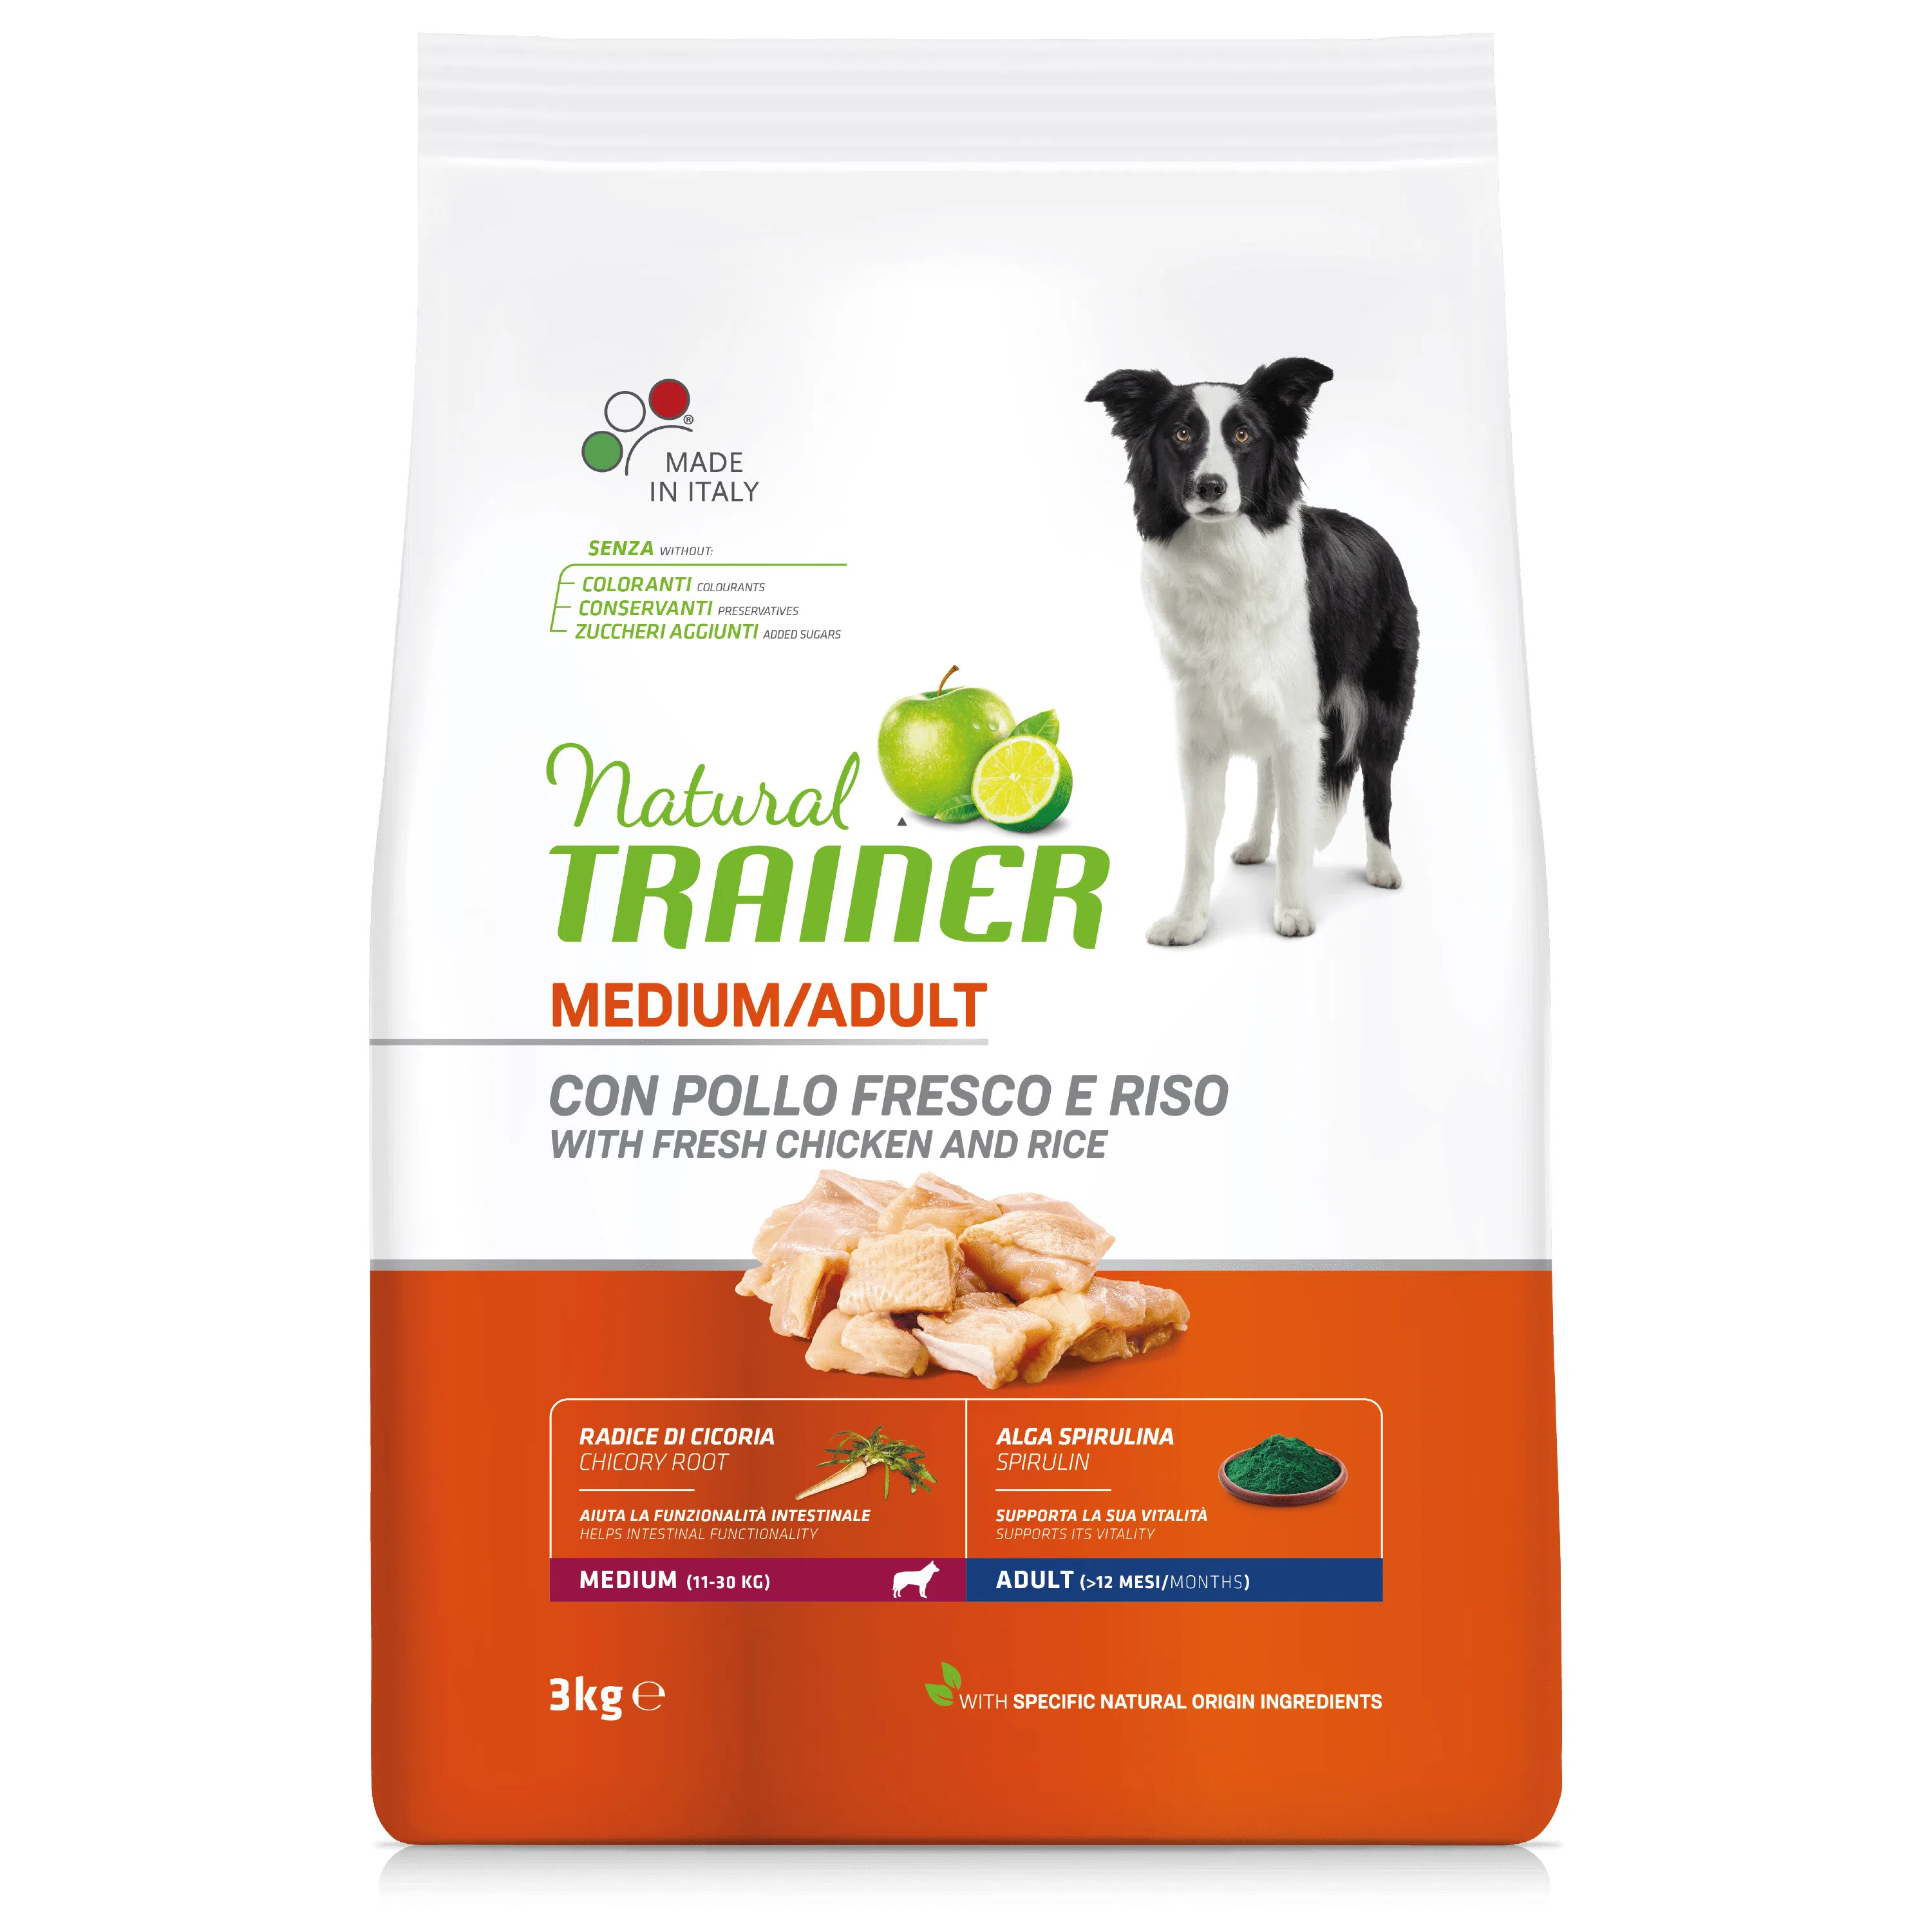 MADE
IN ITALY
®
SENZA WITHOUT:
COLORANTI COLOURANTS
CONSERVANTI PRESERVATIVES
ZUCCHERI AGGIUNTI ADDED SUGARS
Natural
TRAINER
MEDIUM/ADULT
CON POLLO FRESCO E RISO
WITH FRESH CHICKEN AND RICE
RADICE DI CICORIA
CHICORY ROOT
AIUTA LA FUNZIONALITÀ INTESTINALE
HELPS INTESTINAL FUNCTIONALITY
MEDIUM (11-30 KG)
ALGA SPIRULINA
SPIRULIN
SUPPORTA LA SUA VITALITÀ
SUPPORTS ITS VITALITY
ADULT (>12 MESI/MONTHS)
3kg ℮
WITH SPECIFIC NATURAL ORIGIN INGREDIENTS